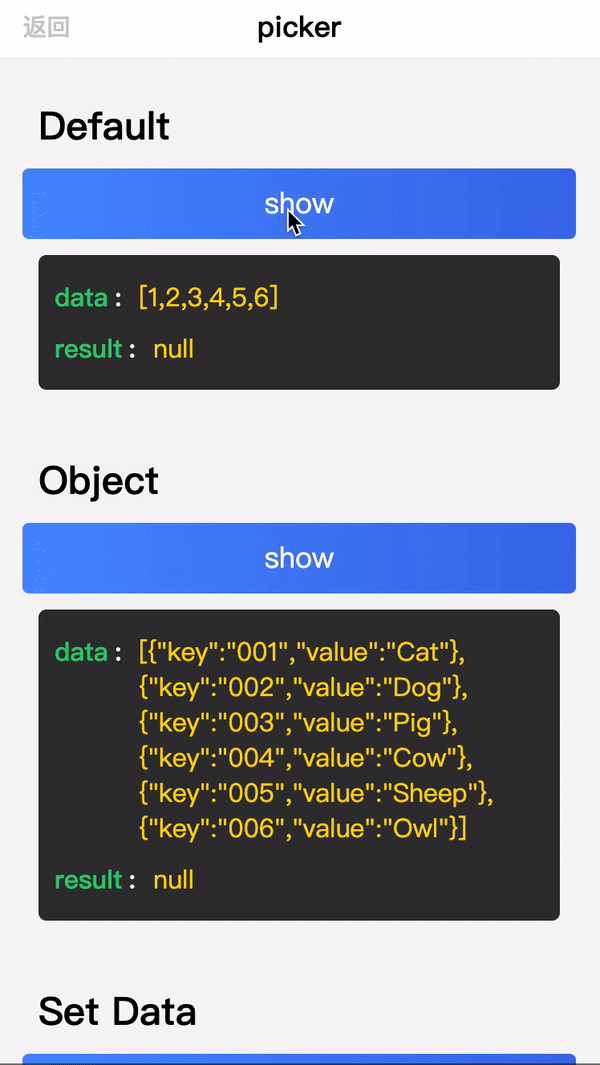 返回
picker
Default
show
data: [1,2,3,4,5,6]
result: null
Object
show
data: [{"key":"001","value":"Cat"},
{"key":"002","value":"Dog"},
{"key":"003","value":"Pig"},
{"key":"004","value":"Cow"},
{"key":"005","value":"Sheep"},
{"key":"006","value":"Owl"}]
result: null
Set Data